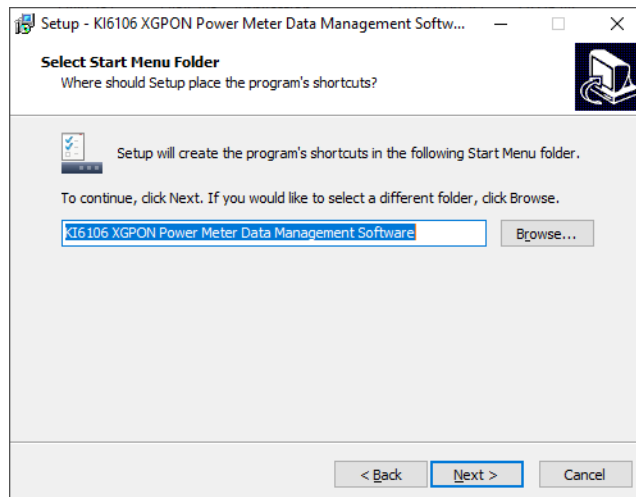 Setup - KI6106 XGPON Power Meter Data Management Softw...
Select Start Menu Folder
Where should Setup place the program's shortcuts?
Setup will create the program's shortcuts in the following Start Menu folder.
To continue, click Next. If you would like to select a different folder, click Browse.
KI6106 XGPON Power Meter Data Management Software
Browse...
< Back
Next >
Cancel